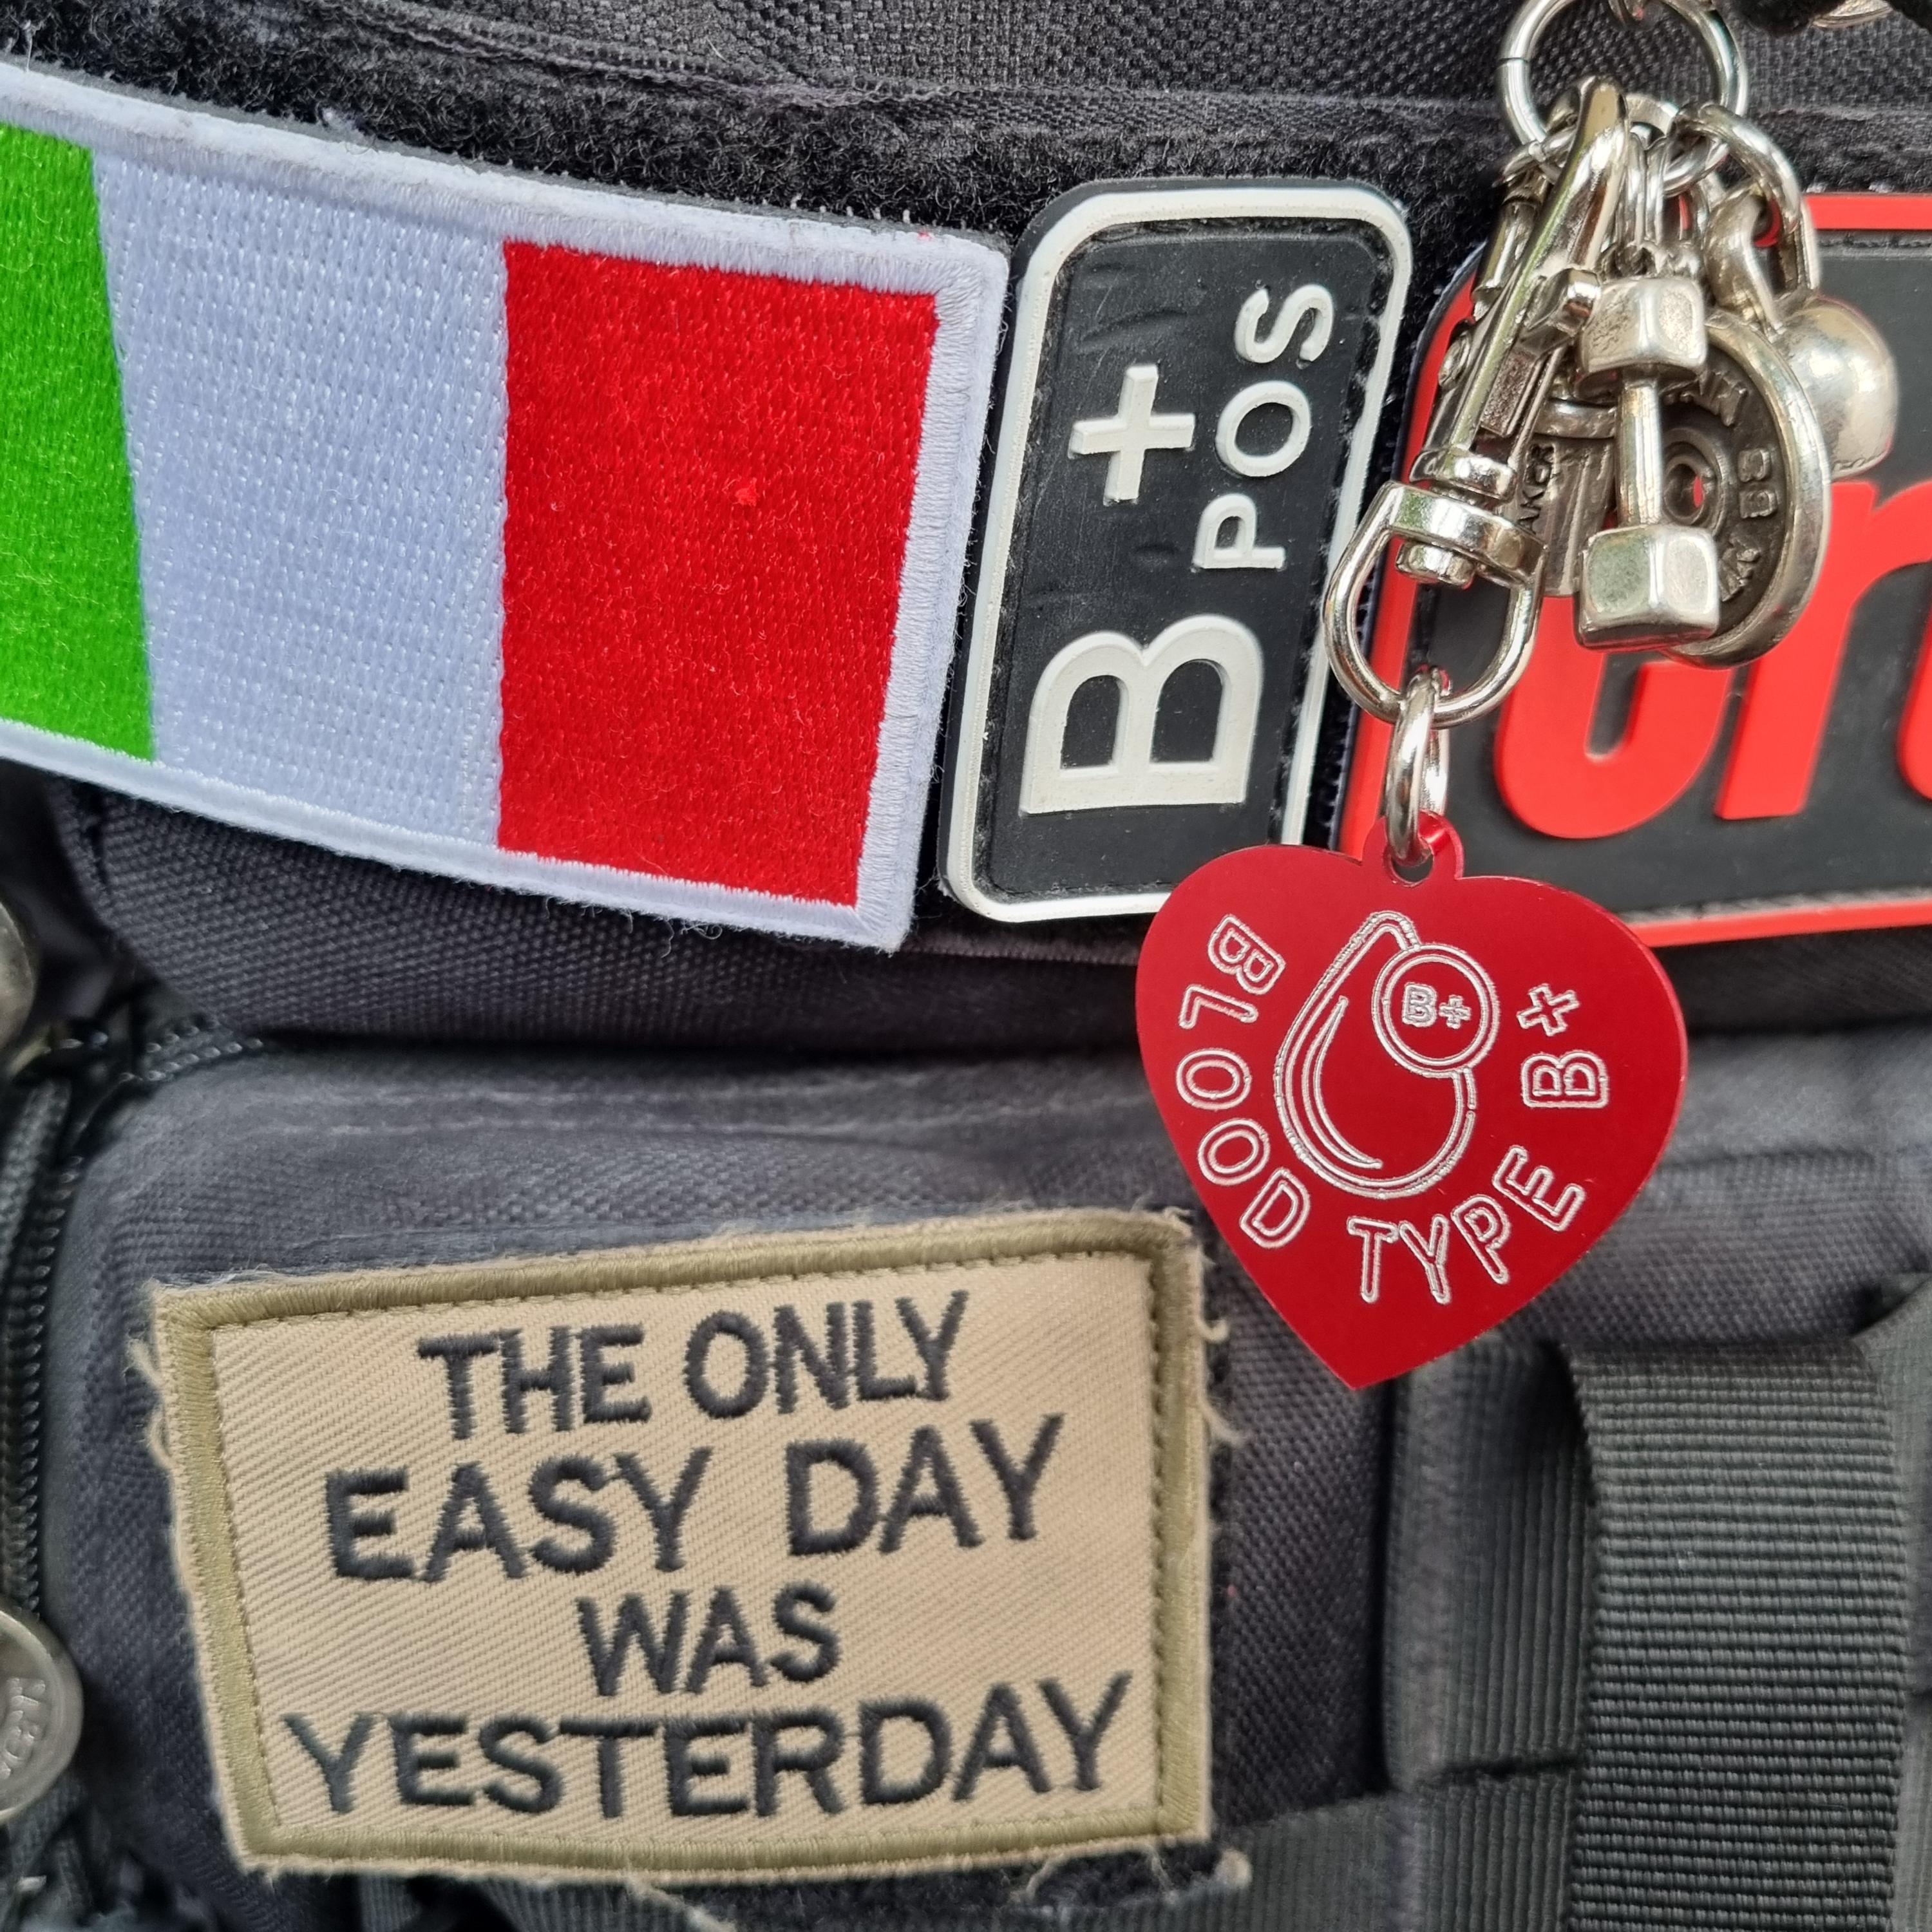 B+
POS
B+
BLOOD TYPE B+
THE ONLY
EASY DAY
WAS
YESTERDAY